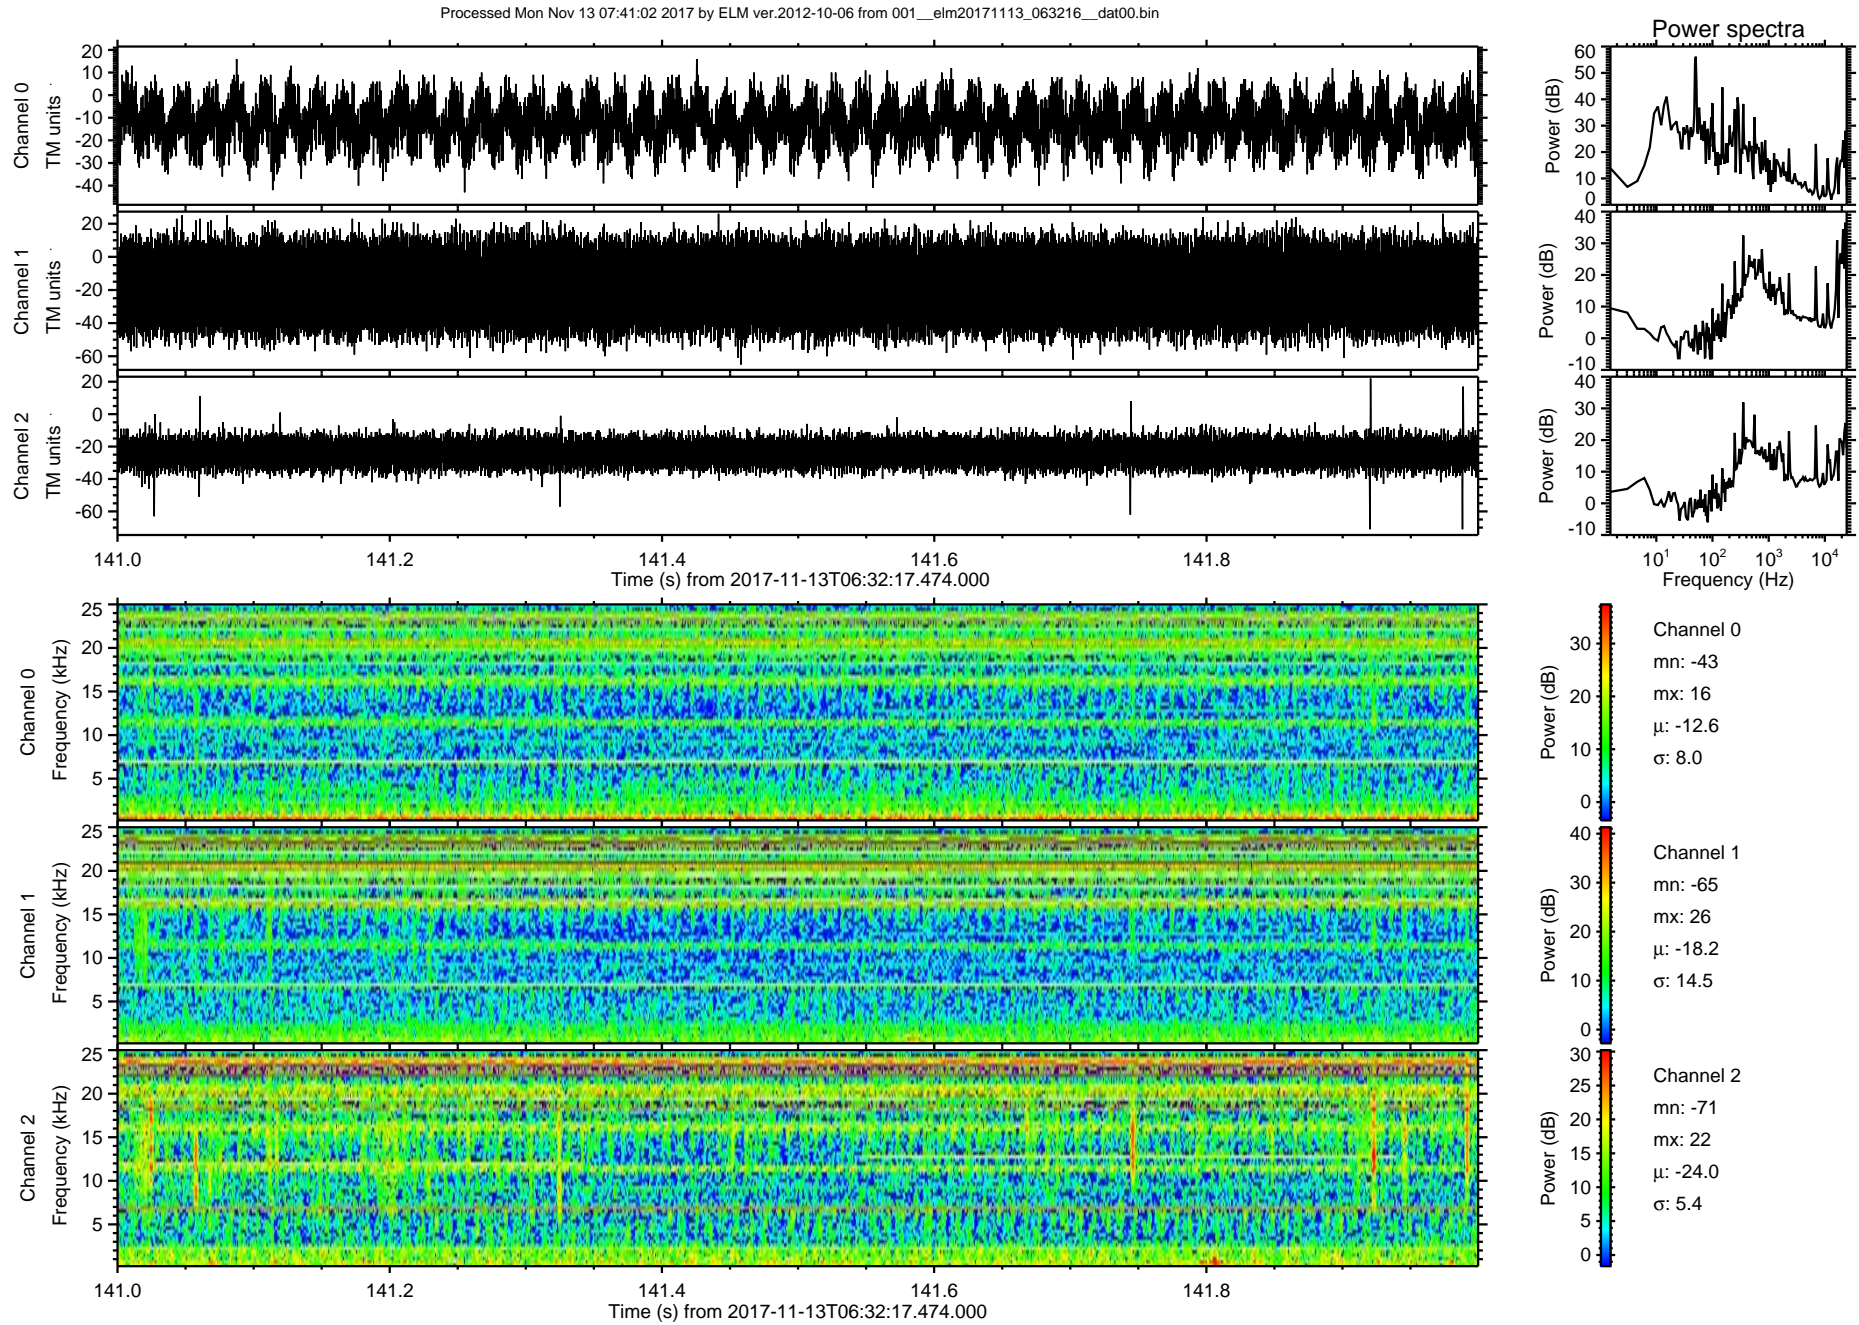 Processed Mon Nov 13 07:41:02 2017 by ELM ver.2012-10-06 from 001__elm20171113_063216__dat00.bin
Power spectra
Channel 0
TM units
20
10
0
-10
-20
-30
-40
Power (dB)
60
50
40
30
20
10
0
Channel 1
TM units
20
0
-20
-40
-60
Power (dB)
40
30
20
10
0
-10
Channel 2
TM units
20
0
-20
-40
-60
Power (dB)
40
30
20
10
0
-10
141.0 141.2 141.4 141.6 141.8
Time (s) from 2017-11-13T06:32:17.474.000
10¹ 10² 10³ 10⁴
Frequency (Hz)
Channel 0
Frequency (kHz)
25
20
15
10
5
Power (dB)
30
20
10
0
Channel 0
mn: -43
mx: 16
μ: -12.6
σ: 8.0
Channel 1
Frequency (kHz)
25
20
15
10
5
Power (dB)
40
30
20
10
0
Channel 1
mn: -65
mx: 26
μ: -18.2
σ: 14.5
Channel 2
Frequency (kHz)
25
20
15
10
5
Power (dB)
30
25
20
15
10
5
0
Channel 2
mn: -71
mx: 22
μ: -24.0
σ: 5.4
141.0 141.2 141.4 141.6 141.8
Time (s) from 2017-11-13T06:32:17.474.000